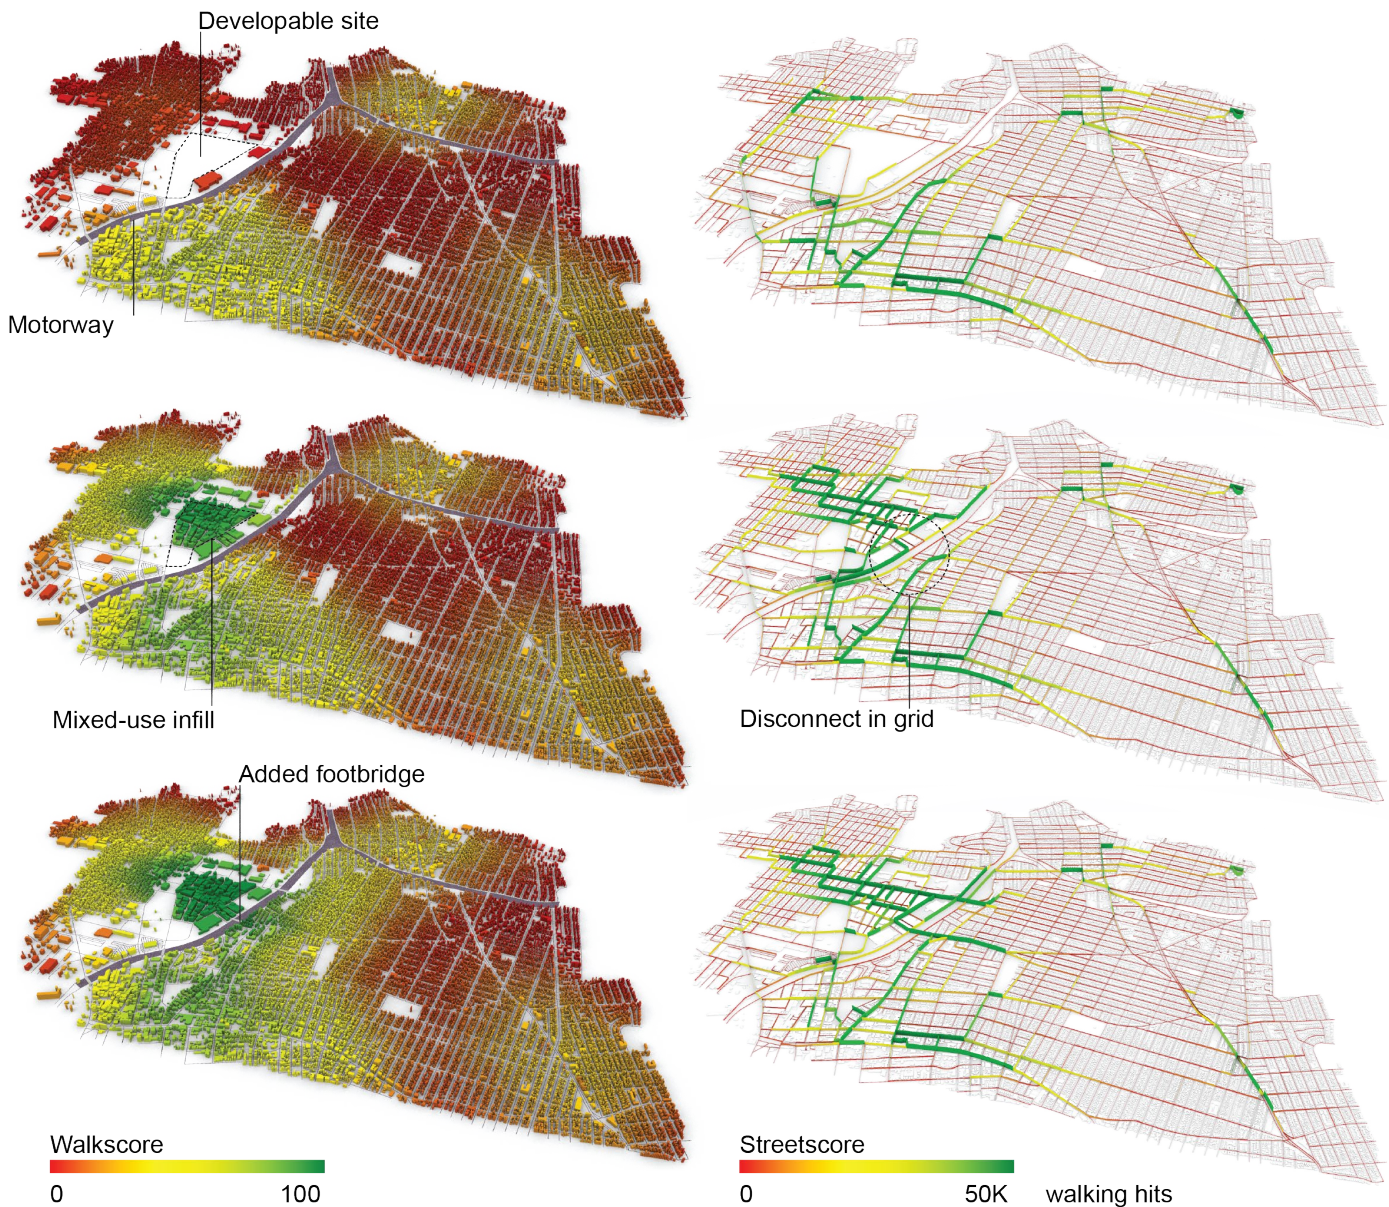 Developable site
Motorway
Mixed-use infill
Disconnect in grid
Added footbridge
Walkscore
0 100
Streetscore
0 50K walking hits